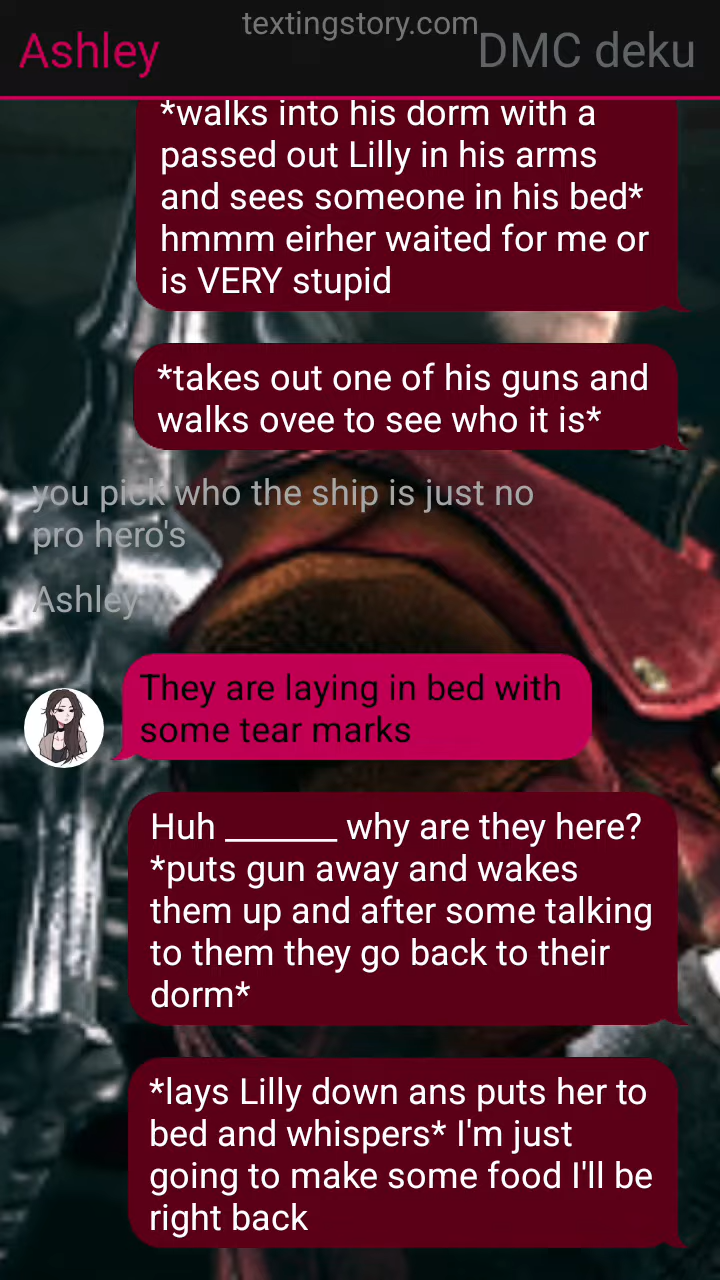 textingstory.com
Ashley
DMC deku
*walks into his dorm with a
passed out Lilly in his arms
and sees someone in his bed*
hmmm eirher waited for me or
is VERY stupid
*takes out one of his guns and
walks ovee to see who it is*
you pick who the ship is just no
pro hero's
Ashley
They are laying in bed with
some tear marks
Huh ______ why are they here?
*puts gun away and wakes
them up and after some talking
to them they go back to their
dorm*
*lays Lilly down ans puts her to
bed and whispers* I'm just
going to make some food I'll be
right back